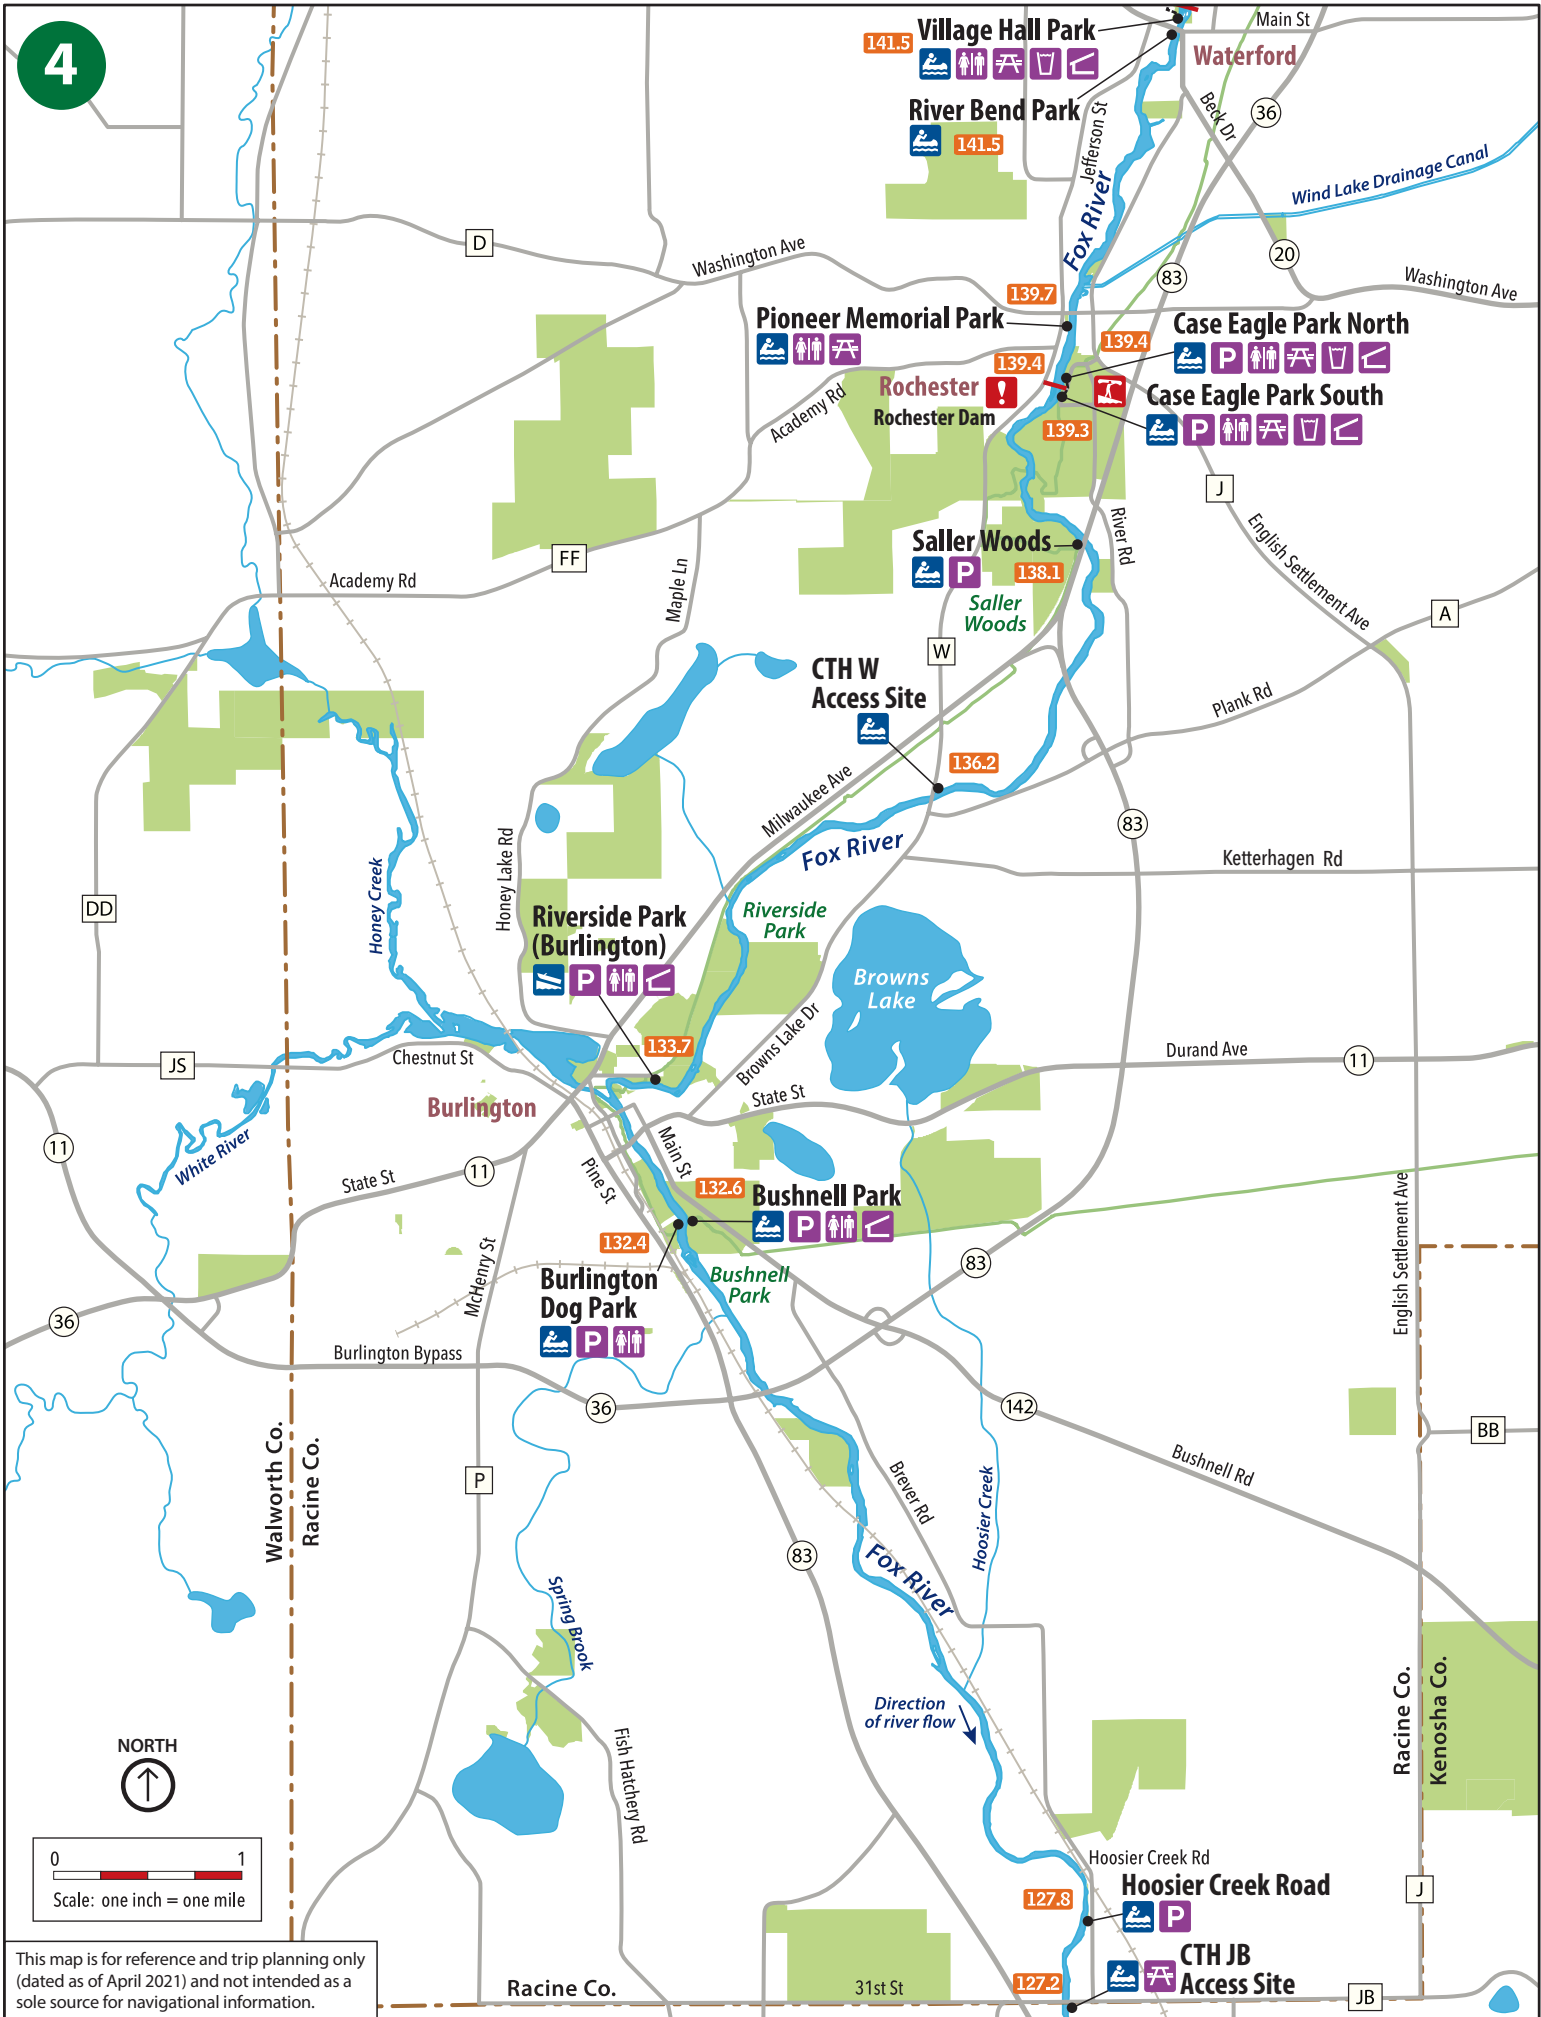 4
Main St
Village Hall Park
141.5
Waterford
River Bend Park
141.5
Jefferson St
Beck Dr
36
Fox River
Wind Lake Drainage Canal
D
Washington Ave
20
83
Washington Ave
139.7
Pioneer Memorial Park
Case Eagle Park North
P
139.4
139.4
Rochester
!
Rochester Dam
Case Eagle Park South
P
139.3
Academy Rd
J
English Settlement Ave
River Rd
Saller Woods
P
138.1
Saller
Woods
FF
Academy Rd
Maple Ln
A
W
CTH W
Access Site
Plank Rd
136.2
Milwaukee Ave
83
Fox River
Ketterhagen Rd
Honey Lake Rd
Honey Creek
DD
Riverside Park
(Burlington)
P
Riverside
Park
Browns
Lake
133.7
Browns Lake Dr
Durand Ave
11
JS
Chestnut St
State St
Burlington
11
White River
State St
11
Main St
Pine St
132.6
Bushnell Park
P
132.4
English Settlement Ave
McHenry St
83
Burlington
Dog Park
P
Bushnell
Park
36
Burlington Bypass
36
142
BB
Bushnell Rd
Walworth Co.
Racine Co.
P
Brever Rd
Hoosier Creek
83
Fox River
Spring Brook
Racine Co.
Kenosha Co.
Direction
of river flow
NORTH
Fish Hatchery Rd
0 1
Scale: one inch = one mile
Hoosier Creek Rd
Hoosier Creek Road
127.8
P
J
CTH JB
Access Site
127.2
This map is for reference and trip planning only
(dated as of April 2021) and not intended as a
sole source for navigational information.
Racine Co.
31st St
JB